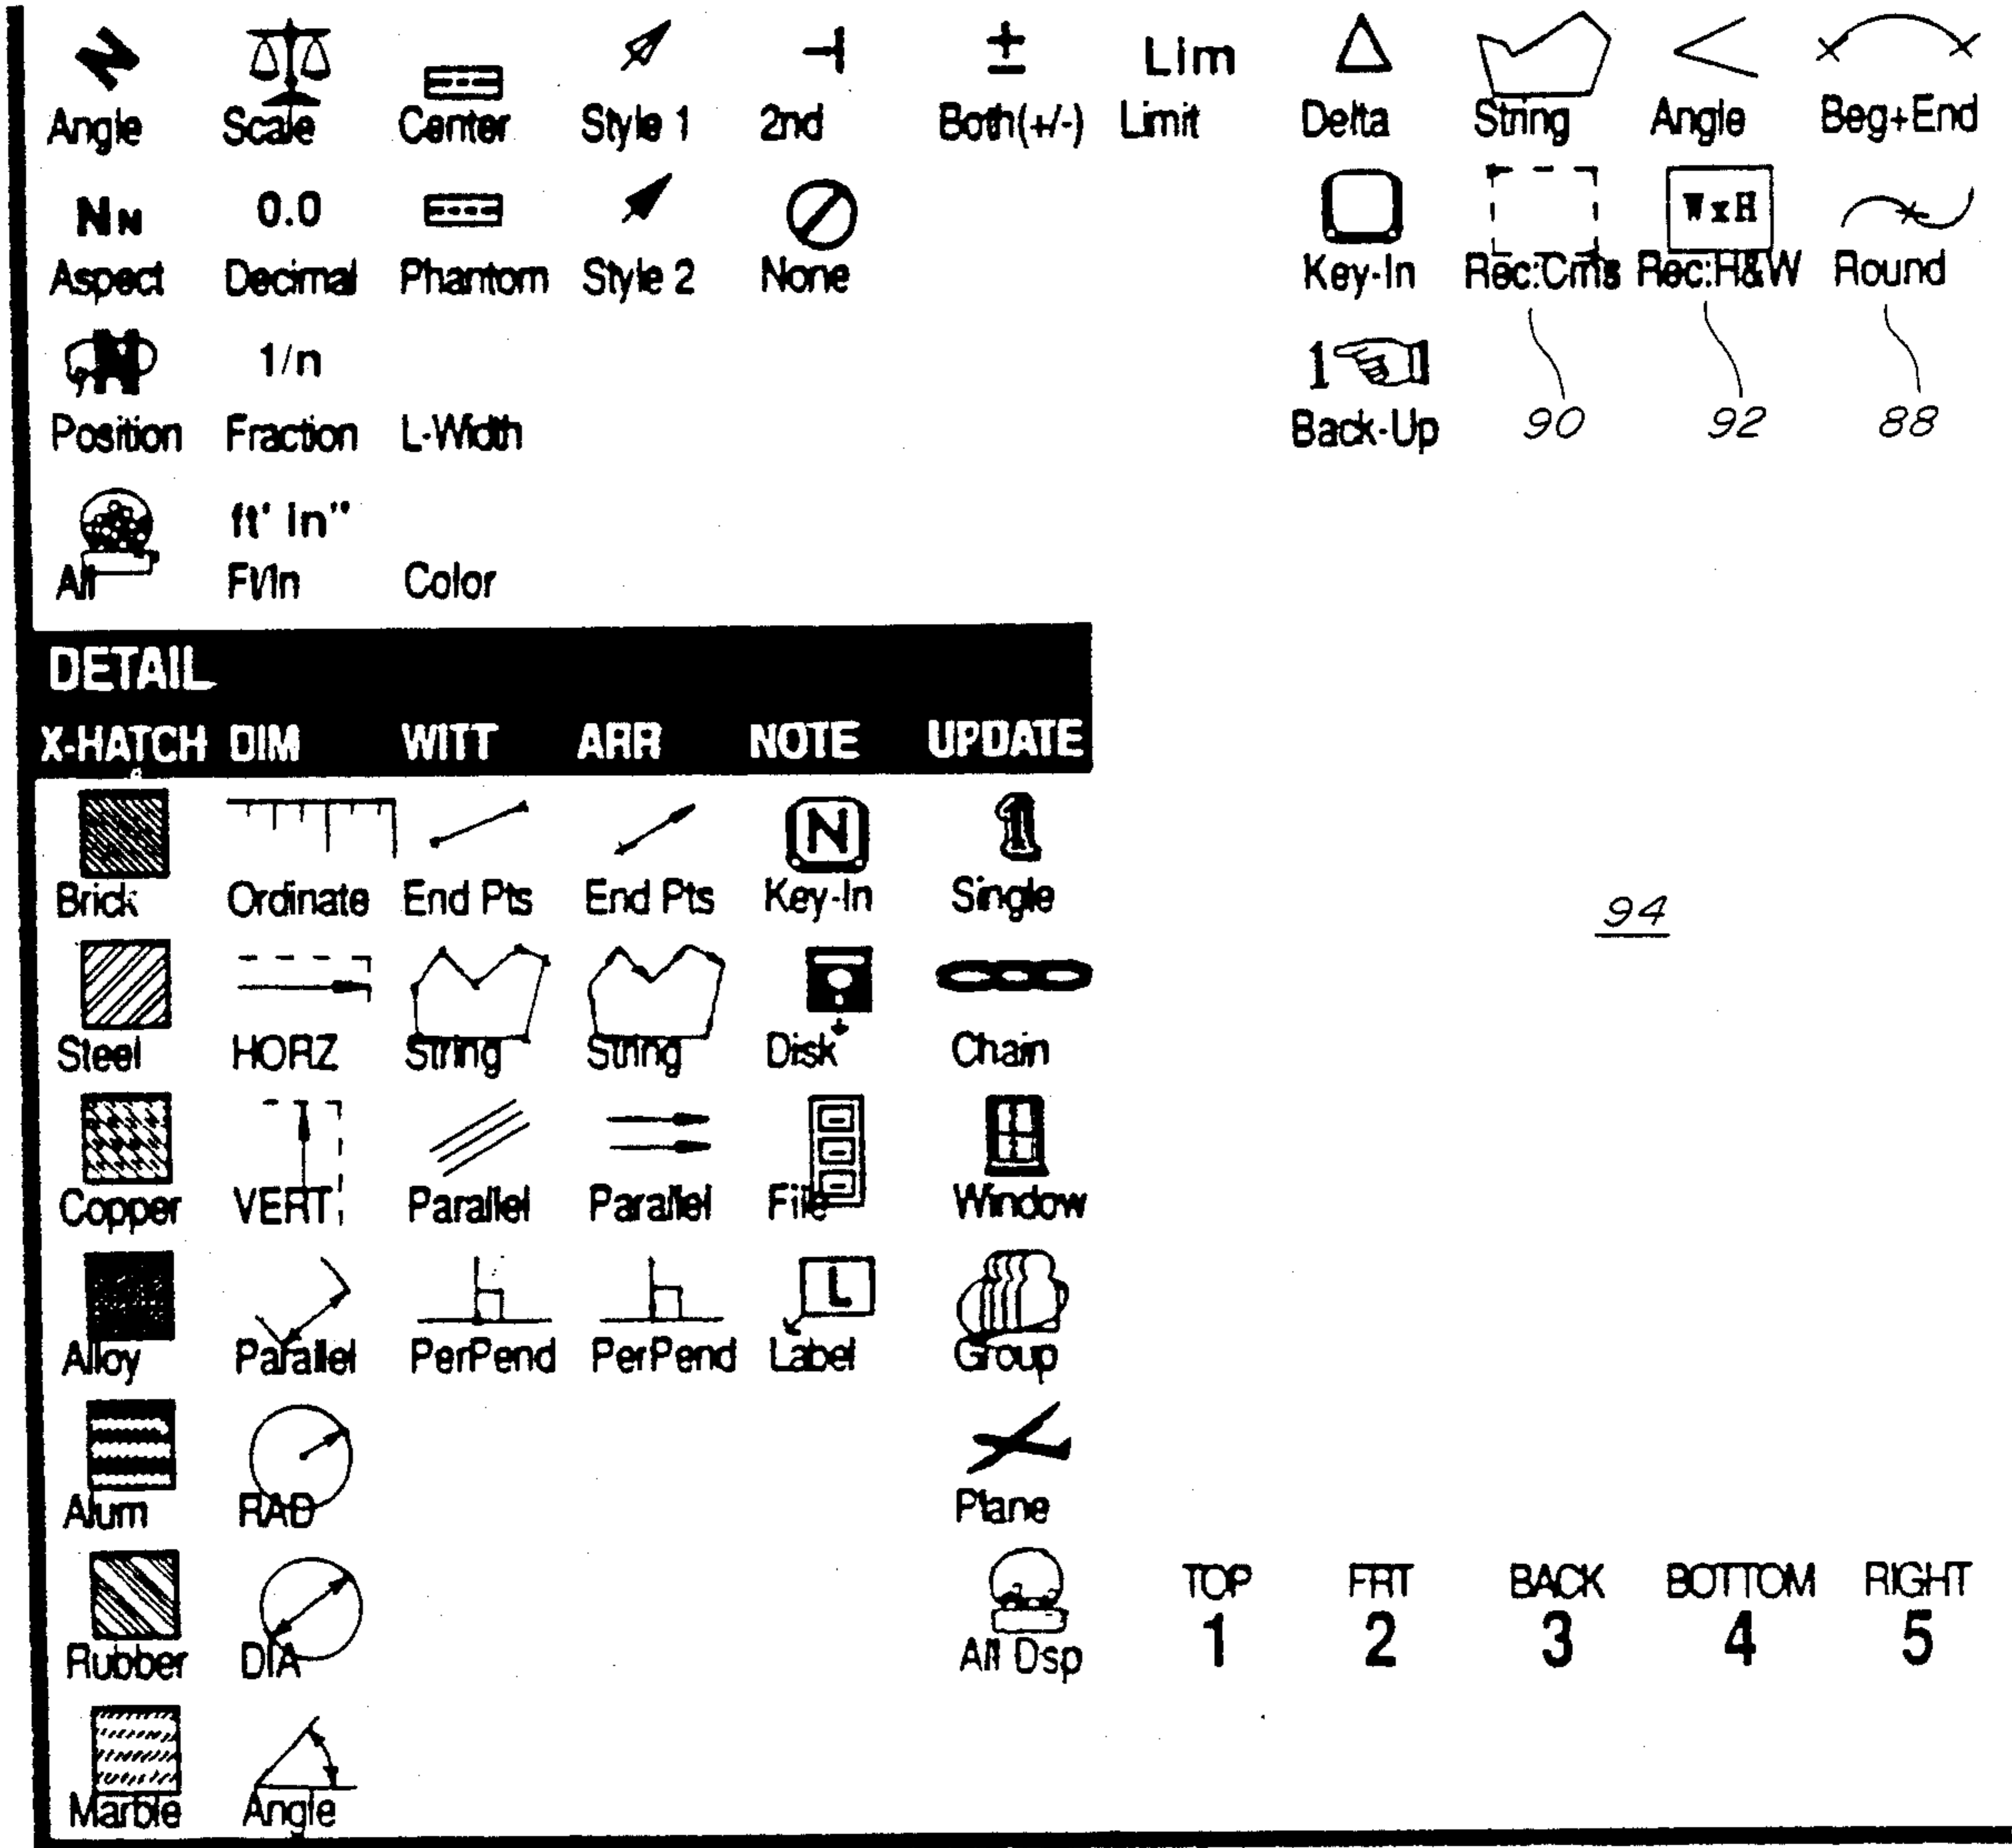 N Lim
Angle Scale Center Style 1 2nd Both(+/-) Limit Delta String Angle Beg+End
NN 0.0 WxH
Aspect Decimal Phantom Style 2 None Key-In Rec:Crns Rec:H&W Round
N 1/n 1
Position Fraction L-Width Back-Up 90 92 88
ft' in"
All Ft/In Color
DETAIL
X-HATCH DIM WITT ARR NOTE UPDATE
N 1
Brick Ordinate End Pts End Pts Key-In Single
94
Steel HORZ String String Disk Chain
Copper VERT Parallel Parallel File Window
L
Alloy Parallel PerPend PerPend Label Group
Alum RAD Plane
TOP FRT BACK BOTTOM RIGHT
Rubber DIA All Dsp 1 2 3 4 5
Marble Angle